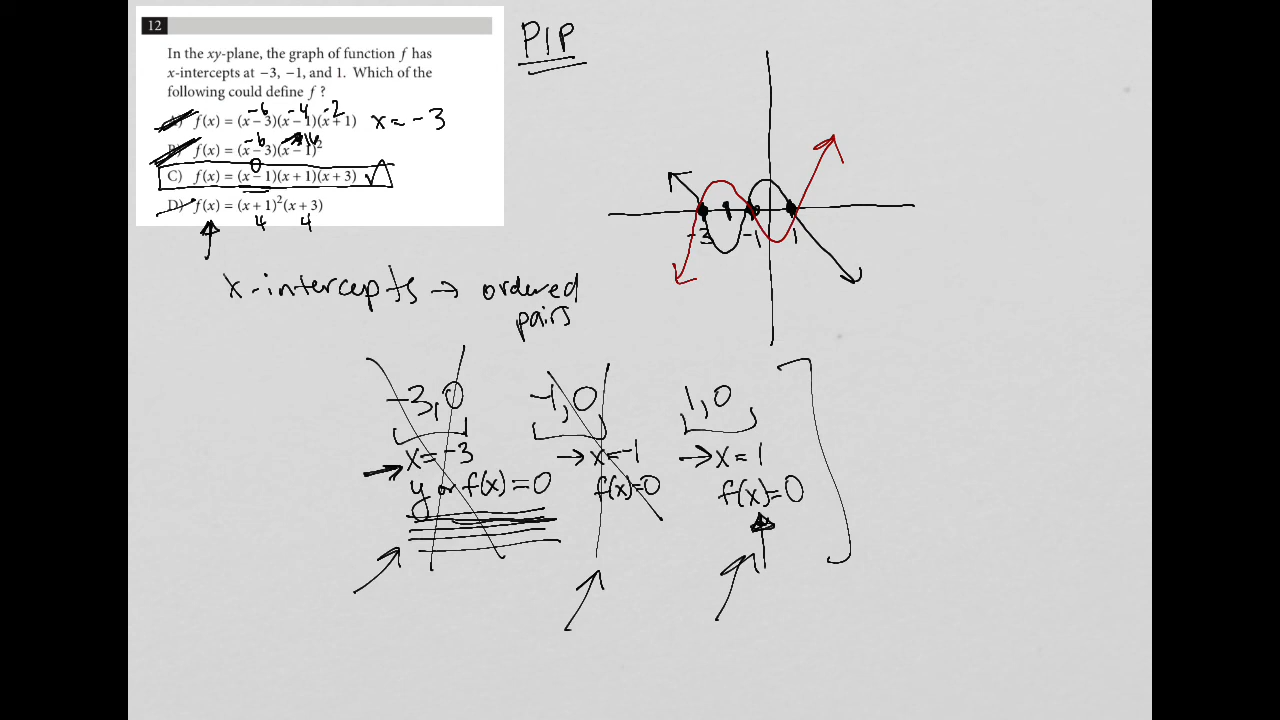 12
In the xy-plane, the graph of function f has
x-intercepts at −3, −1, and 1. Which of the
following could define f ?
-6 -4 -2
A) f(x) = (x − 3)(x − 1)(x + 1) x = -3
-6 16
B) f(x) = (x − 3)(x − 1)²
0
C) f(x) = (x − 1)(x + 1)(x + 3)
D) f(x) = (x + 1)²(x + 3)
4 4
PIP
-3 -1 1
x-intercepts → ordered
pairs
-3,0 -1,0 1,0
x = -3 → x = -1 → x = 1
y or f(x) = 0 f(x)=0 f(x)=0